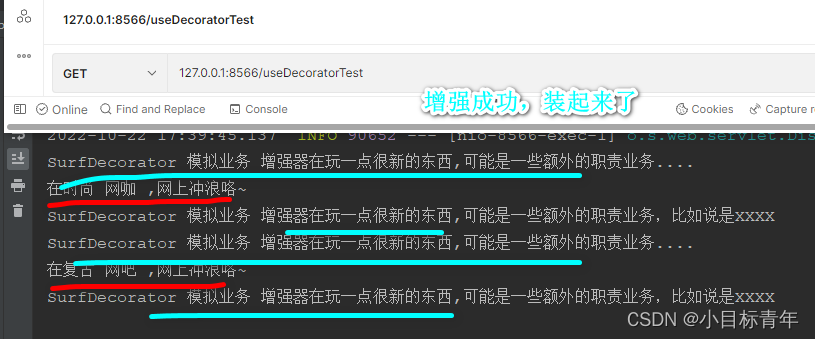 127.0.0.1:8566/useDecoratorTest
GET 127.0.0.1:8566/useDecoratorTest
增强成功，装起来了
Online Find and Replace Console Cookies Capture re
2022-10-22 17:39:45.137 INFO 90652 --- [nio-8566-exec-1] o.s.web.servlet.Dis
SurfDecorator 模拟业务 增强器在玩一点很新的东西,可能是一些额外的职责业务....
在时尚 网咖 ,网上冲浪咯~
SurfDecorator 模拟业务 增强器在玩一点很新的东西,可能是一些额外的职责业务，比如说是XXXX
SurfDecorator 模拟业务 增强器在玩一点很新的东西,可能是一些额外的职责业务....
在复古 网吧 ,网上冲浪咯~
SurfDecorator 模拟业务 增强器在玩一点很新的东西,可能是一些额外的职责业务，比如说是XXXX
CSDN @小目标青年